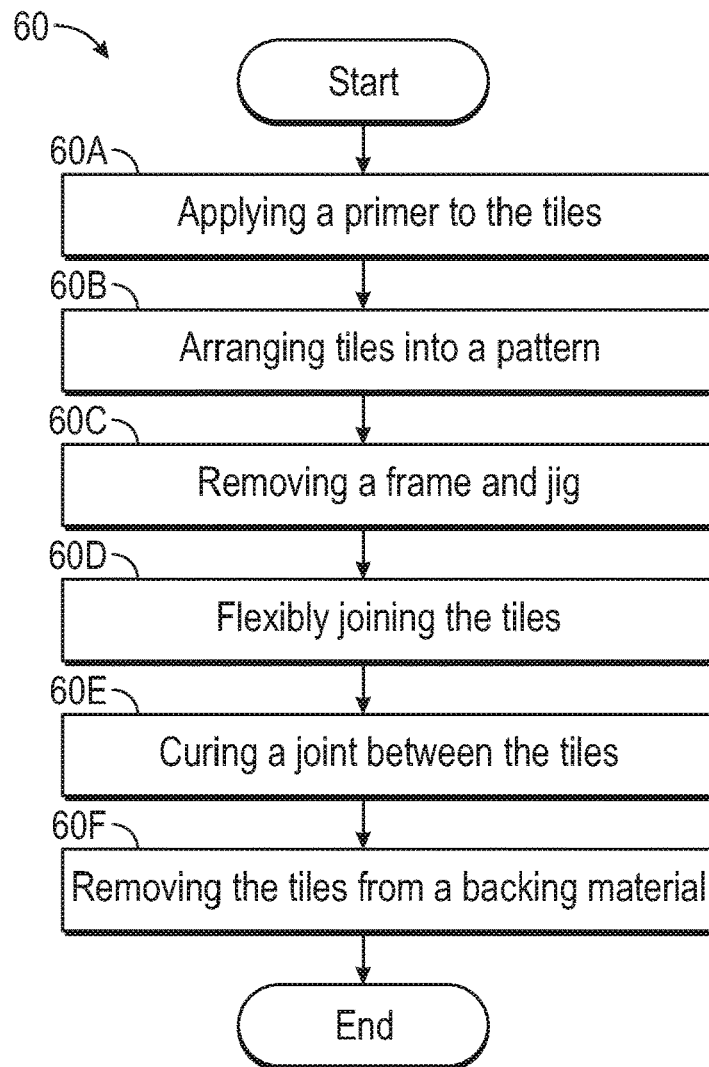 60
Start
60A
Applying a primer to the tiles
60B
Arranging tiles into a pattern
60C
Removing a frame and jig
60D
Flexibly joining the tiles
60E
Curing a joint between the tiles
60F
Removing the tiles from a backing material
End